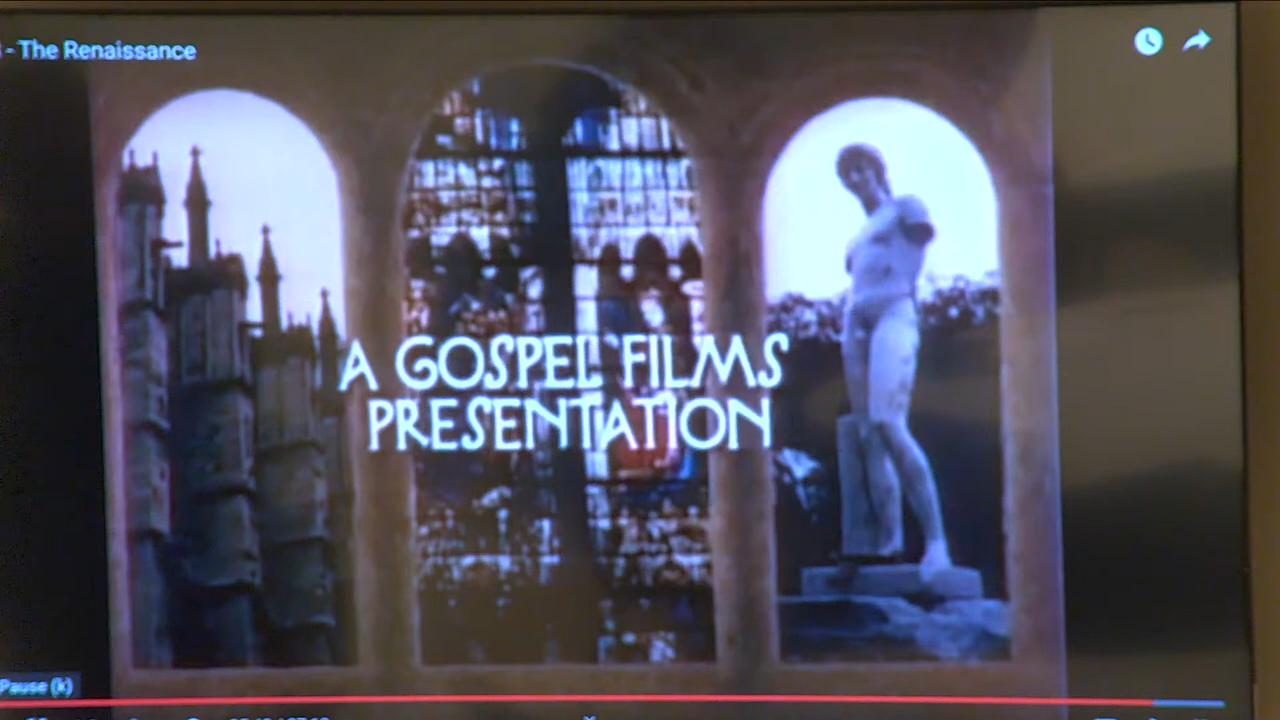 - The Renaissance
A GOSPEL FILMS
PRESENTATION
Pause (k)